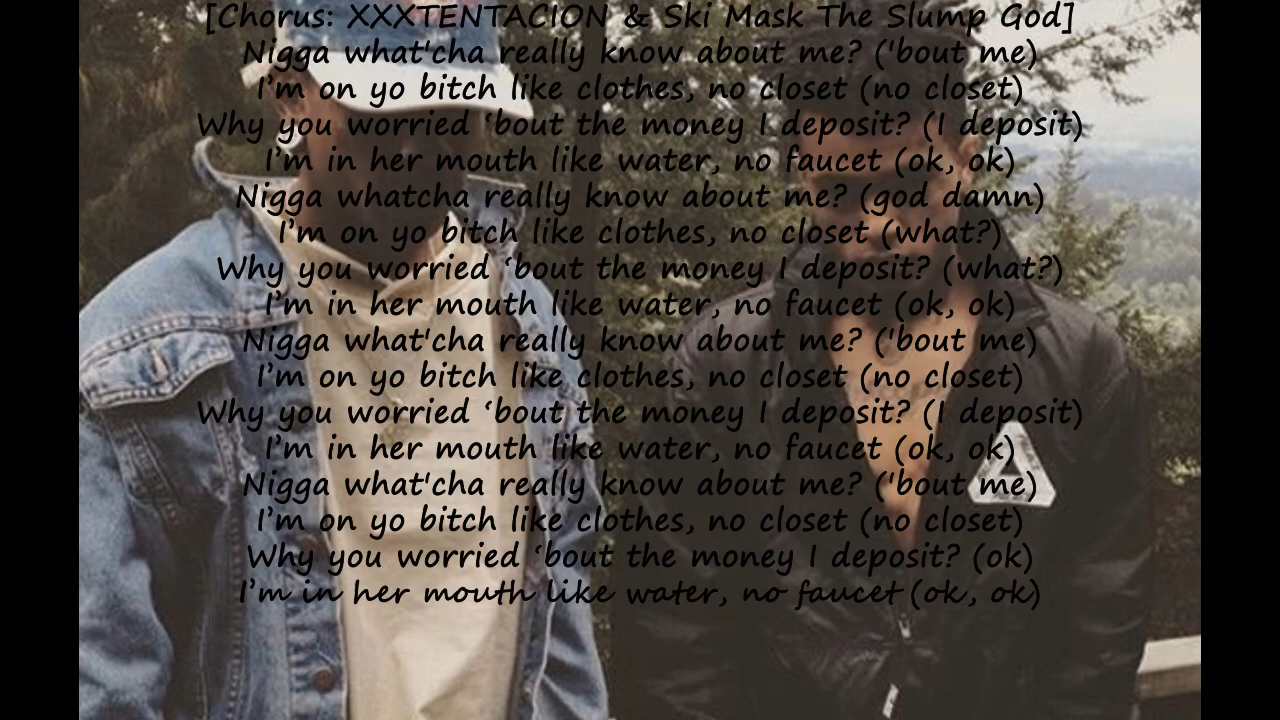 [Chorus: XXXTENTACION & Ski Mask The Slump God]
Nigga what'cha really know about me? ('bout me)
I'm on yo bitch like clothes, no closet (no closet)
Why you worried 'bout the money I deposit? (I deposit)
I'm in her mouth like water, no faucet (ok, ok)
Nigga whatcha really know about me? (god damn)
I'm on yo bitch like clothes, no closet (what?)
Why you worried 'bout the money I deposit? (what?)
I'm in her mouth like water, no faucet (ok, ok)
Nigga what'cha really know about me? ('bout me)
I'm on yo bitch like clothes, no closet (no closet)
Why you worried 'bout the money I deposit? (I deposit)
I'm in her mouth like water, no faucet (ok, ok)
Nigga what'cha really know about me? ('bout me)
I'm on yo bitch like clothes, no closet (no closet)
Why you worried 'bout the money I deposit? (ok)
I'm in her mouth like water, no faucet (ok, ok)